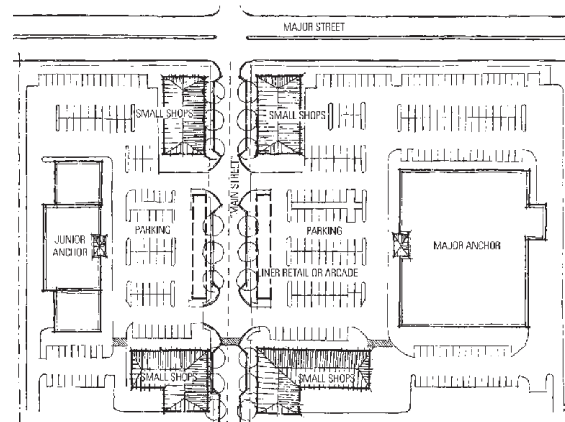 MAJOR STREET
SMALL SHOPS
SMALL SHOPS
MAIN STREET
JUNIOR
ANCHOR
PARKING
PARKING
MAJOR ANCHOR
LINER RETAIL OR ARCADE
SMALL SHOPS
SMALL SHOPS